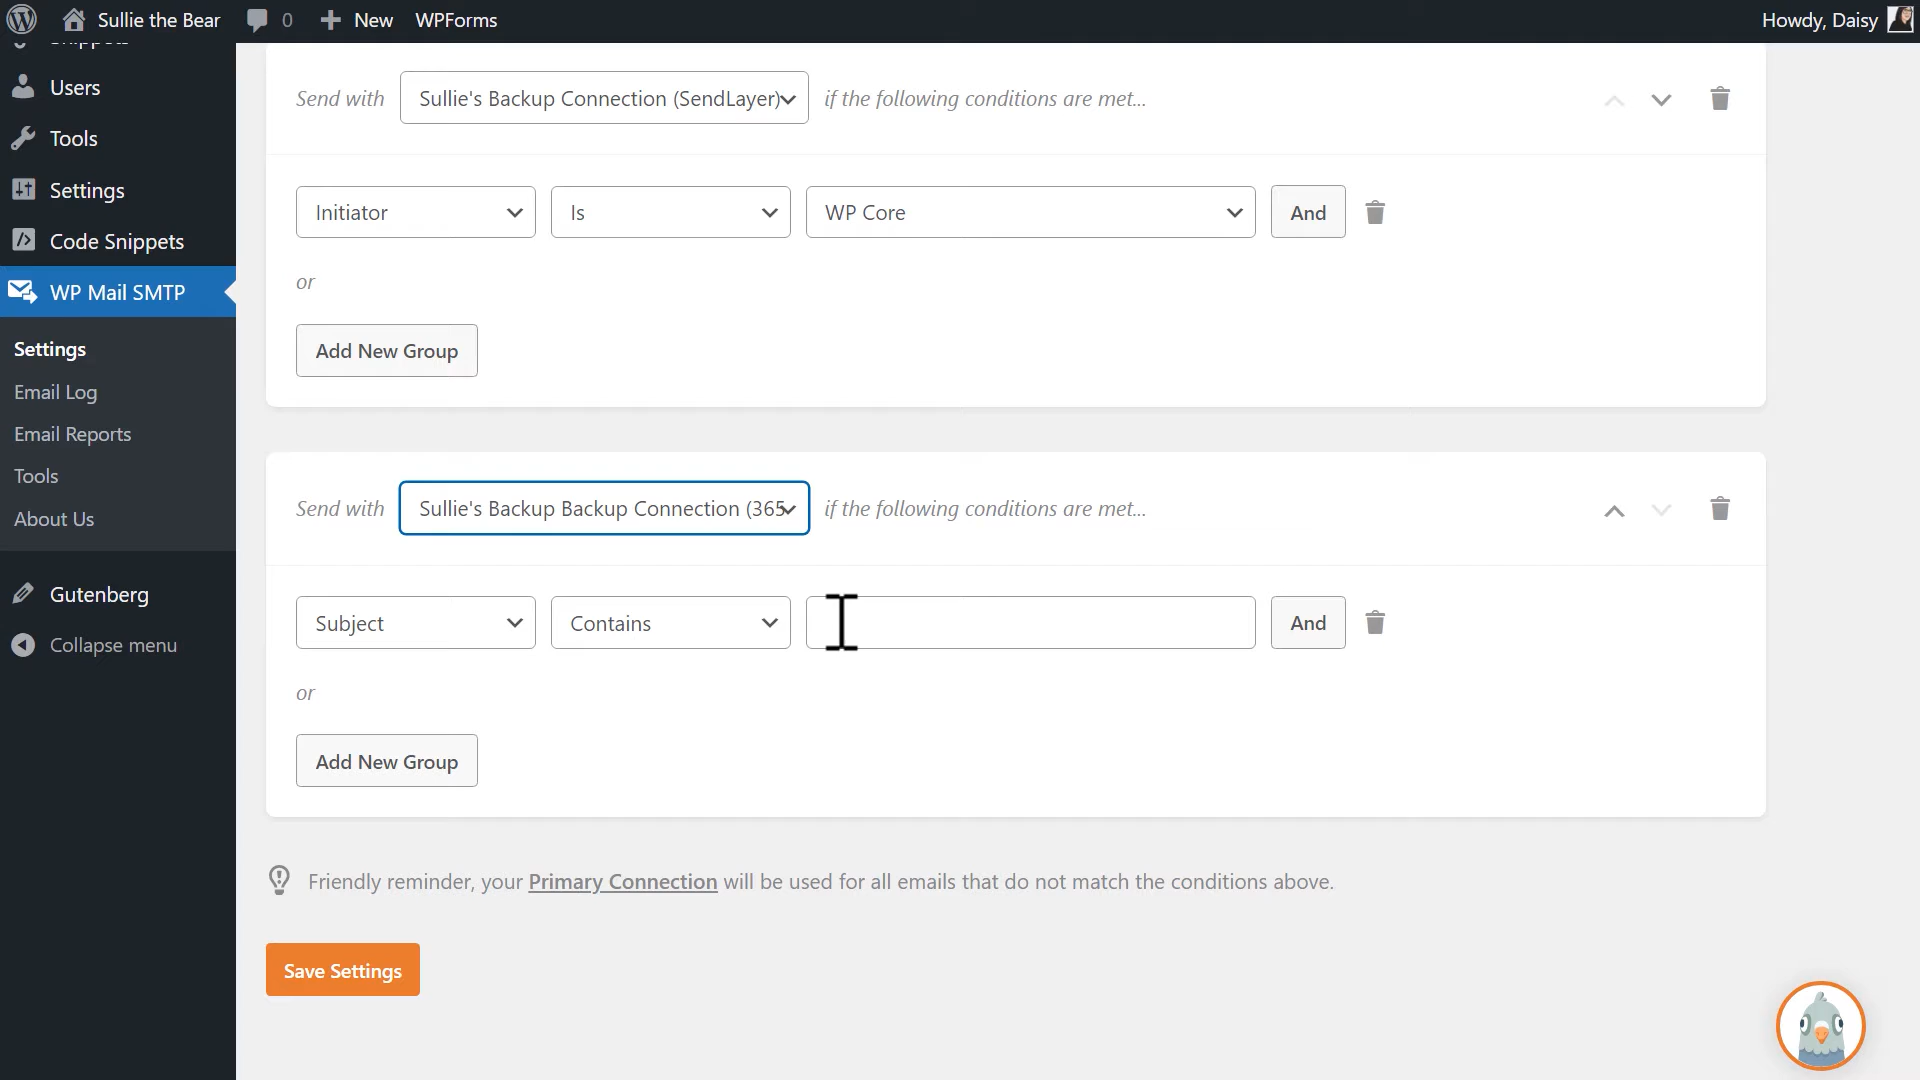 Sullie the Bear
0
New
WPForms
Howdy, Daisy
Users
Tools
Settings
Code Snippets
WP Mail SMTP
Settings
Email Log
Email Reports
Tools
About Us
Gutenberg
Collapse menu
Send with Sullie's Backup Connection (SendLayer) if the following conditions are met...
Initiator Is WP Core And
or
Add New Group
Send with Sullie's Backup Backup Connection (365 if the following conditions are met...
Subject Contains And
or
Add New Group
Friendly reminder, your Primary Connection will be used for all emails that do not match the conditions above.
Save Settings